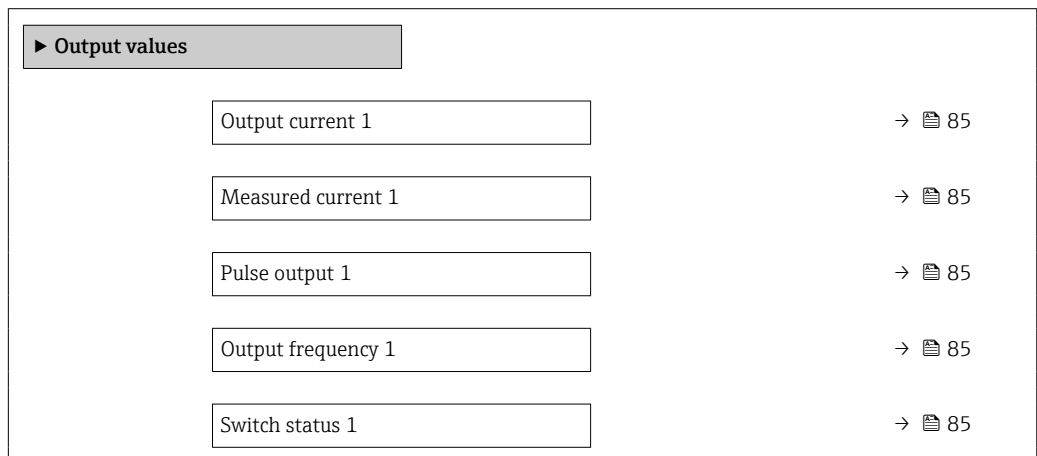 ▶ Output values
Output current 1 → 85
Measured current 1 → 85
Pulse output 1 → 85
Output frequency 1 → 85
Switch status 1 → 85